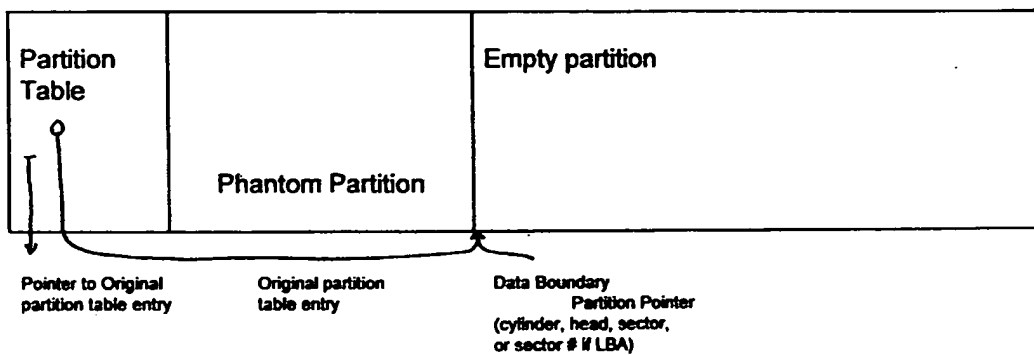 Partition
Table
Phantom Partition
Empty partition
Pointer to Original
partition table entry
Original partition
table entry
Data Boundary
Partition Pointer
(cylinder, head, sector,
or sector # if LBA)